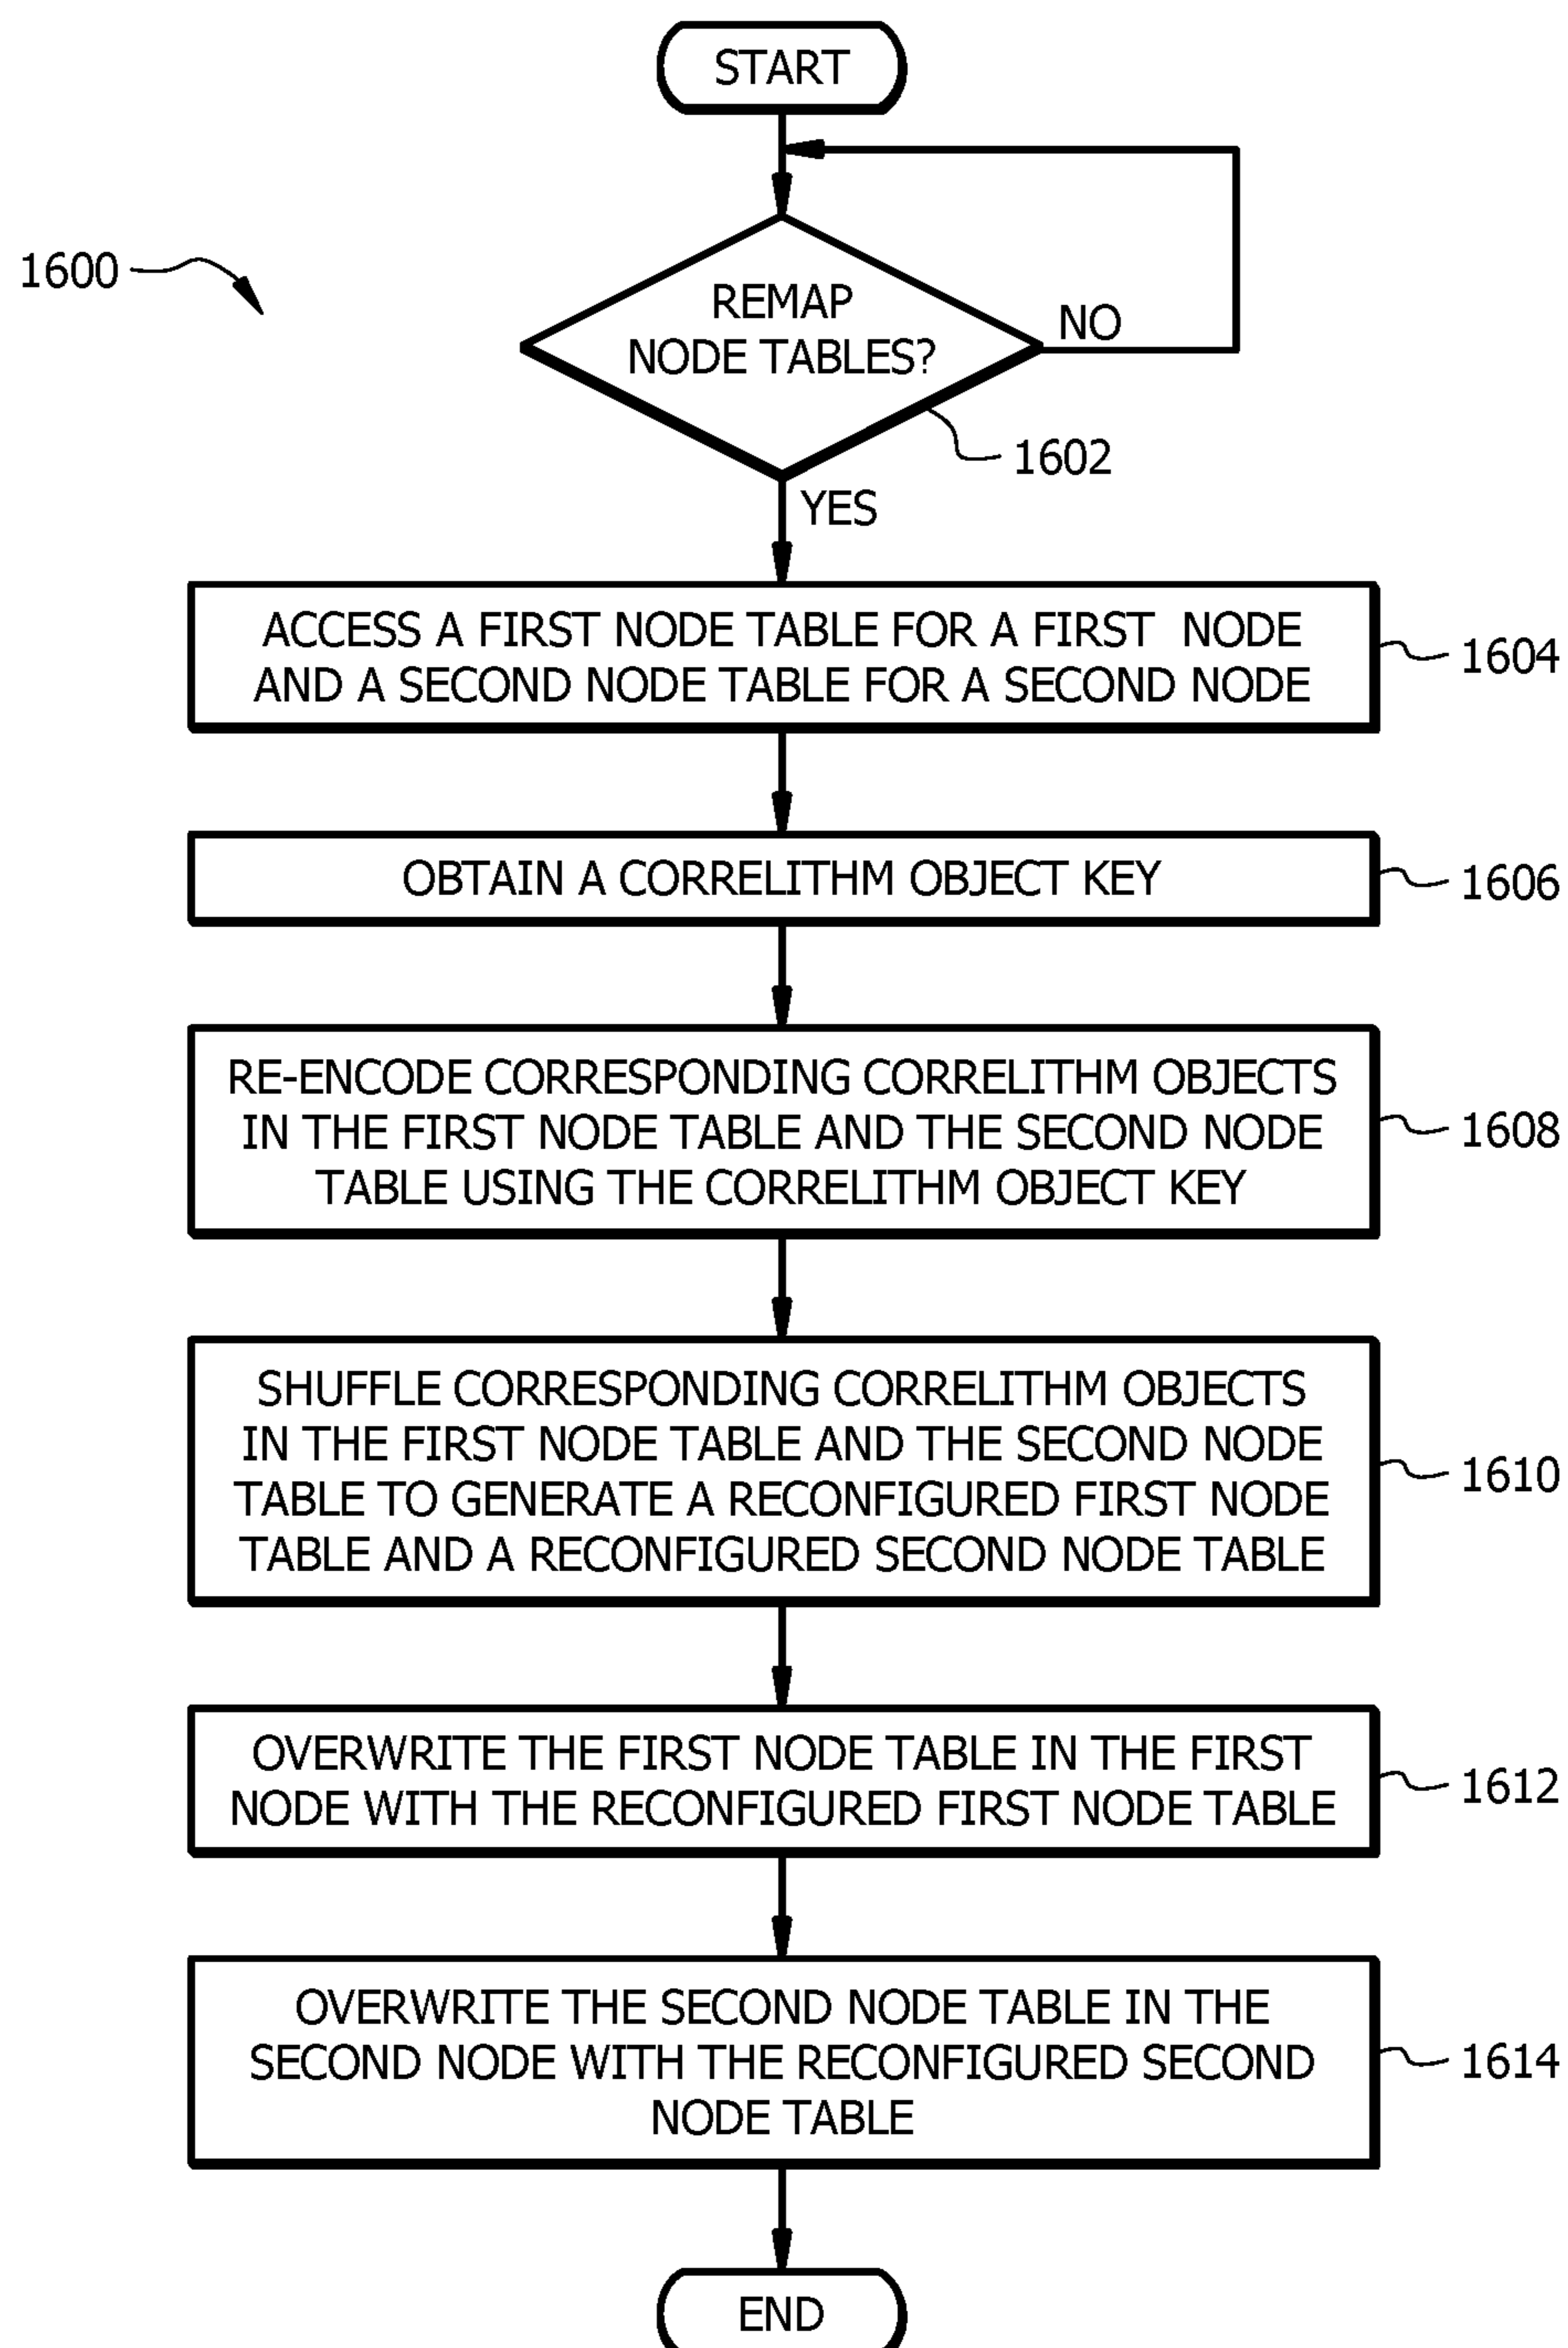 START
1600
REMAP
NODE TABLES?
NO
1602
YES
ACCESS A FIRST NODE TABLE FOR A FIRST NODE
AND A SECOND NODE TABLE FOR A SECOND NODE
1604
OBTAIN A CORRELITHM OBJECT KEY
1606
RE-ENCODE CORRESPONDING CORRELITHM OBJECTS
IN THE FIRST NODE TABLE AND THE SECOND NODE
TABLE USING THE CORRELITHM OBJECT KEY
1608
SHUFFLE CORRESPONDING CORRELITHM OBJECTS
IN THE FIRST NODE TABLE AND THE SECOND NODE
TABLE TO GENERATE A RECONFIGURED FIRST NODE
TABLE AND A RECONFIGURED SECOND NODE TABLE
1610
OVERWRITE THE FIRST NODE TABLE IN THE FIRST
NODE WITH THE RECONFIGURED FIRST NODE TABLE
1612
OVERWRITE THE SECOND NODE TABLE IN THE
SECOND NODE WITH THE RECONFIGURED SECOND
NODE TABLE
1614
END